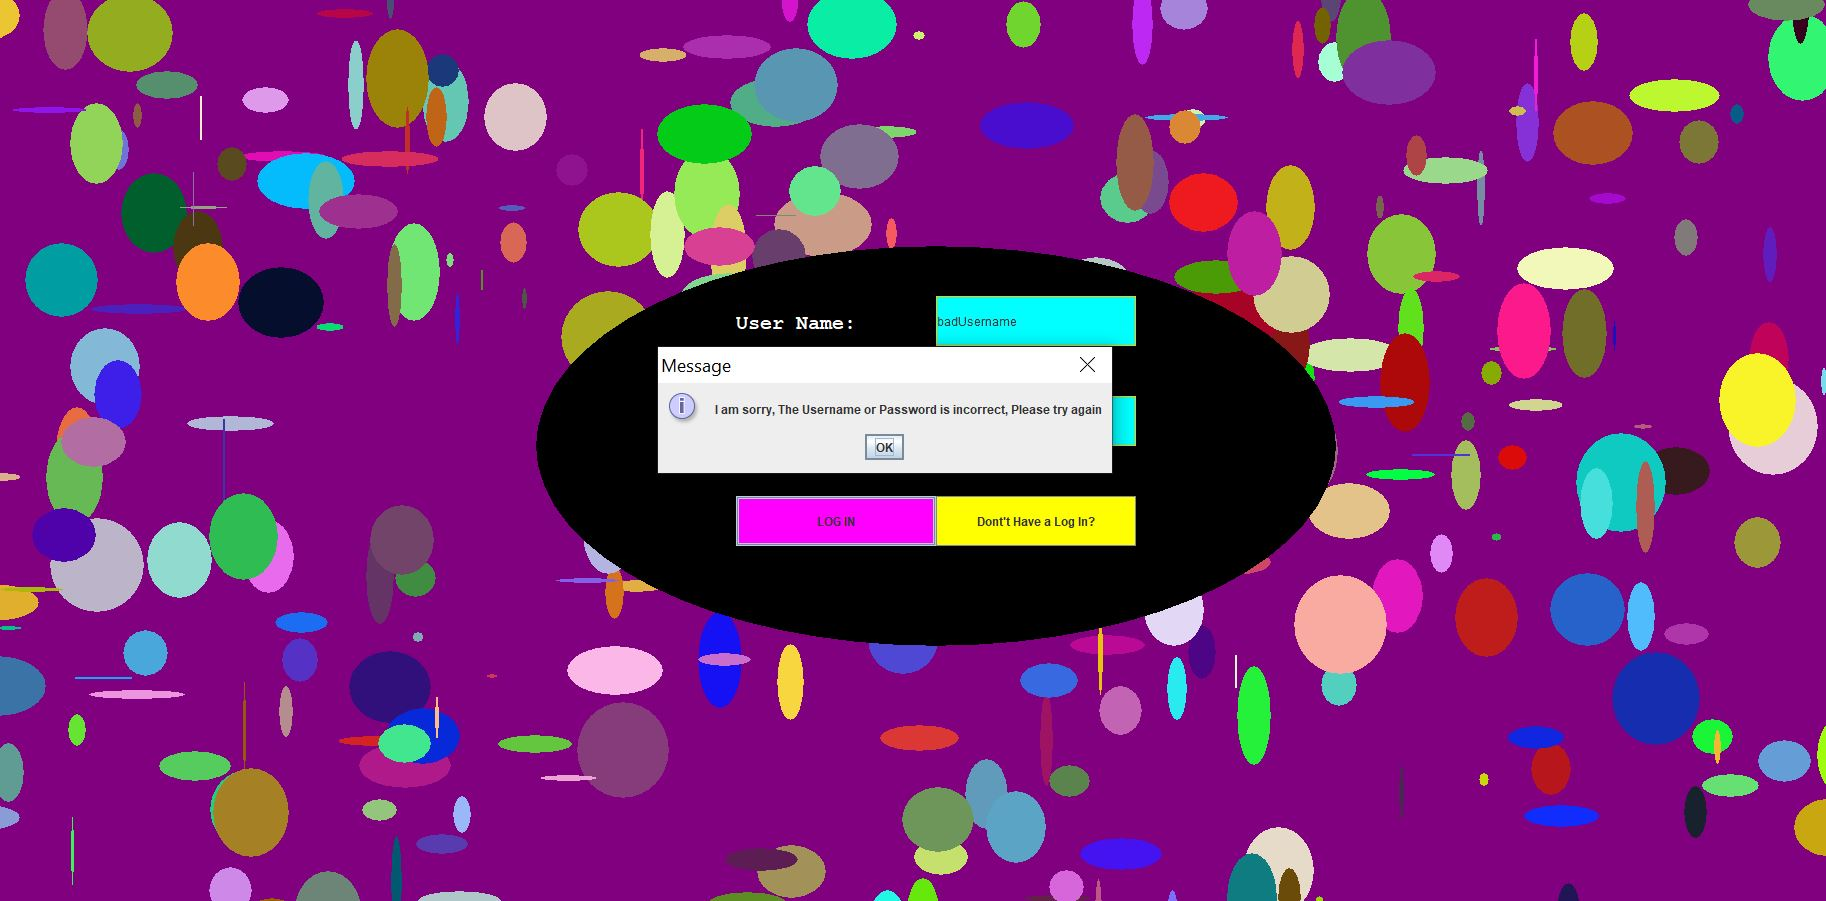 User Name:
badUsername
Message
I am sorry, The Username or Password is incorrect, Please try again
OK
LOG IN
Dont't Have a Log In?